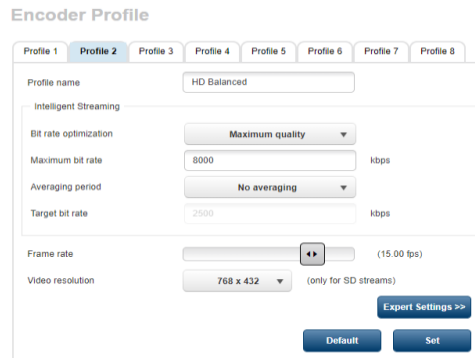 Encoder Profile
Profile 1 Profile 2 Profile 3 Profile 4 Profile 5 Profile 6 Profile 7 Profile 8
Profile name HD Balanced
Intelligent Streaming
Bit rate optimization Maximum quality
Maximum bit rate 8000 kbps
Averaging period No averaging
Target bit rate 2500 kbps
Frame rate (15.00 fps)
Video resolution 768 x 432 (only for SD streams)
Expert Settings >>
Default Set